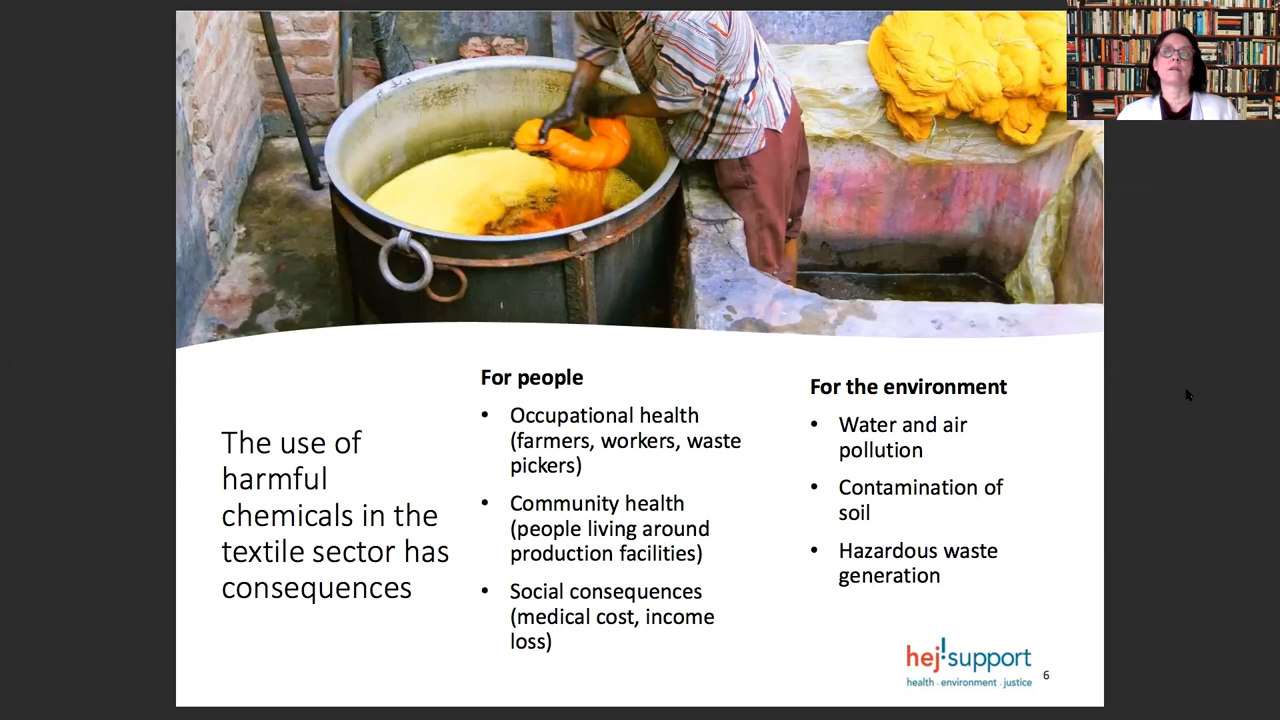 The use of
harmful
chemicals in the
textile sector has
consequences
For people
• Occupational health
(farmers, workers, waste
pickers)
• Community health
(people living around
production facilities)
• Social consequences
(medical cost, income
loss)
For the environment
• Water and air
pollution
• Contamination of
soil
• Hazardous waste
generation
hej!support
health . environment . justice
6